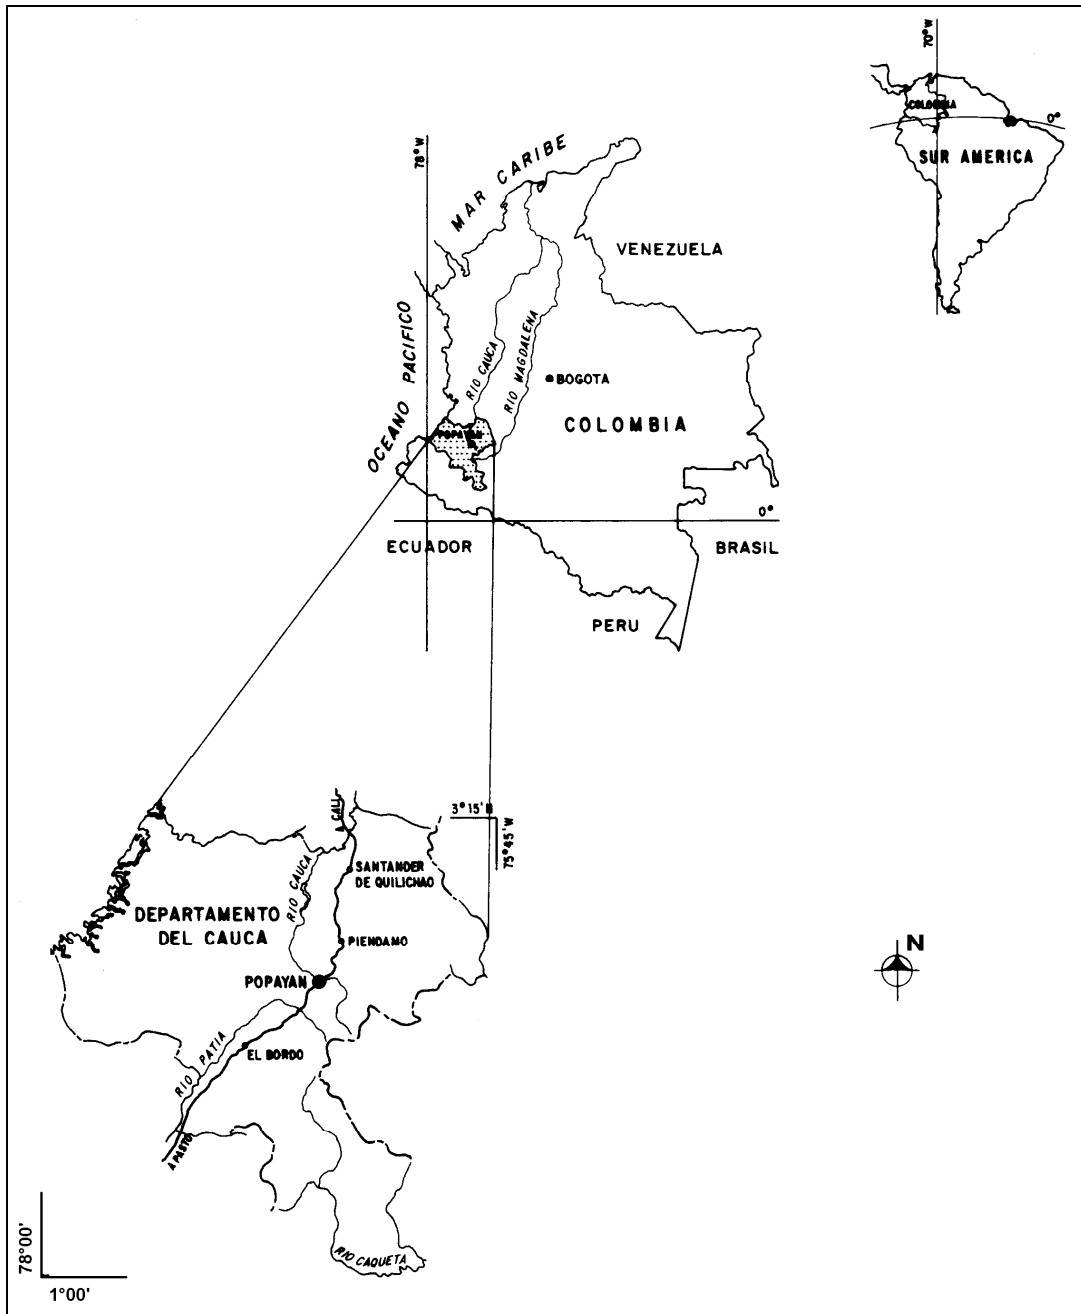 70°W
COLOMBIA
0°
SUR AMERICA
78°W
MAR CARIBE
VENEZUELA
OCEANO PACIFICO
RIO CAUCA
RIO MAGDALENA
BOGOTA
COLOMBIA
POPAYAN
0°
ECUADOR
BRASIL
PERU
A CALI
3°15'N
75°45'W
SANTANDER
DE QUILICHAO
RIO CAUCA
DEPARTAMENTO
DEL CAUCA
PIENDAMO
N
POPAYAN
RIO PATIA
EL BORDO
A PASTO
78°00'
RIO CAQUETA
1°00'